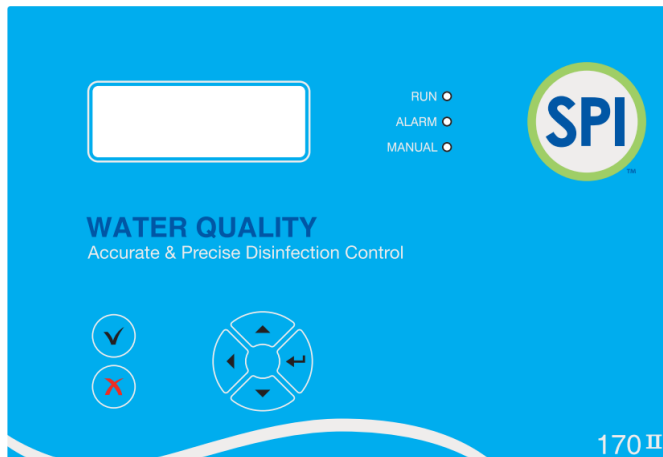 RUN
ALARM
MANUAL
SPI
TM
WATER QUALITY
Accurate & Precise Disinfection Control
170 II